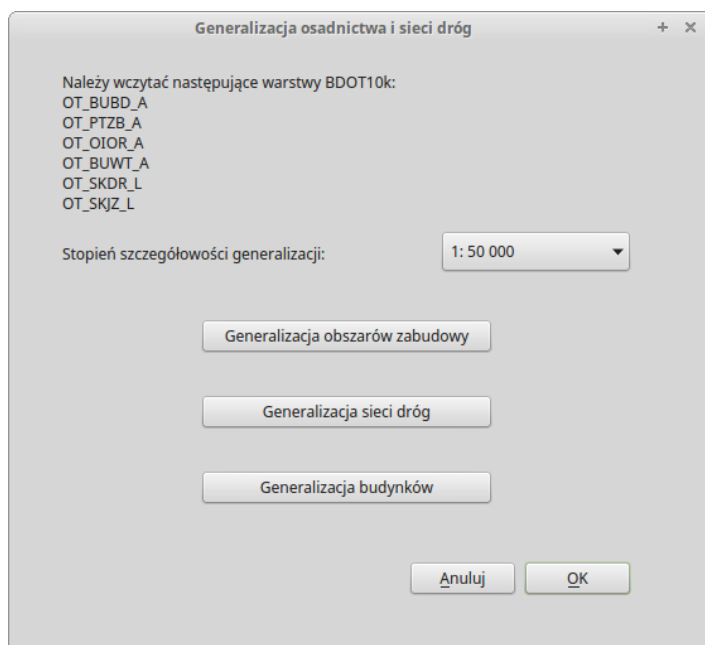 Generalizacja osadnictwa i sieci dróg
Należy wczytać następujące warstwy BDOT10k:
OT_BUBD_A
OT_PTZB_A
OT_OIOR_A
OT_BUWT_A
OT_SKDR_L
OT_SKJZ_L
Stopień szczegółowości generalizacji:
1: 50 000
Generalizacja obszarów zabudowy
Generalizacja sieci dróg
Generalizacja budynków
Anuluj
OK